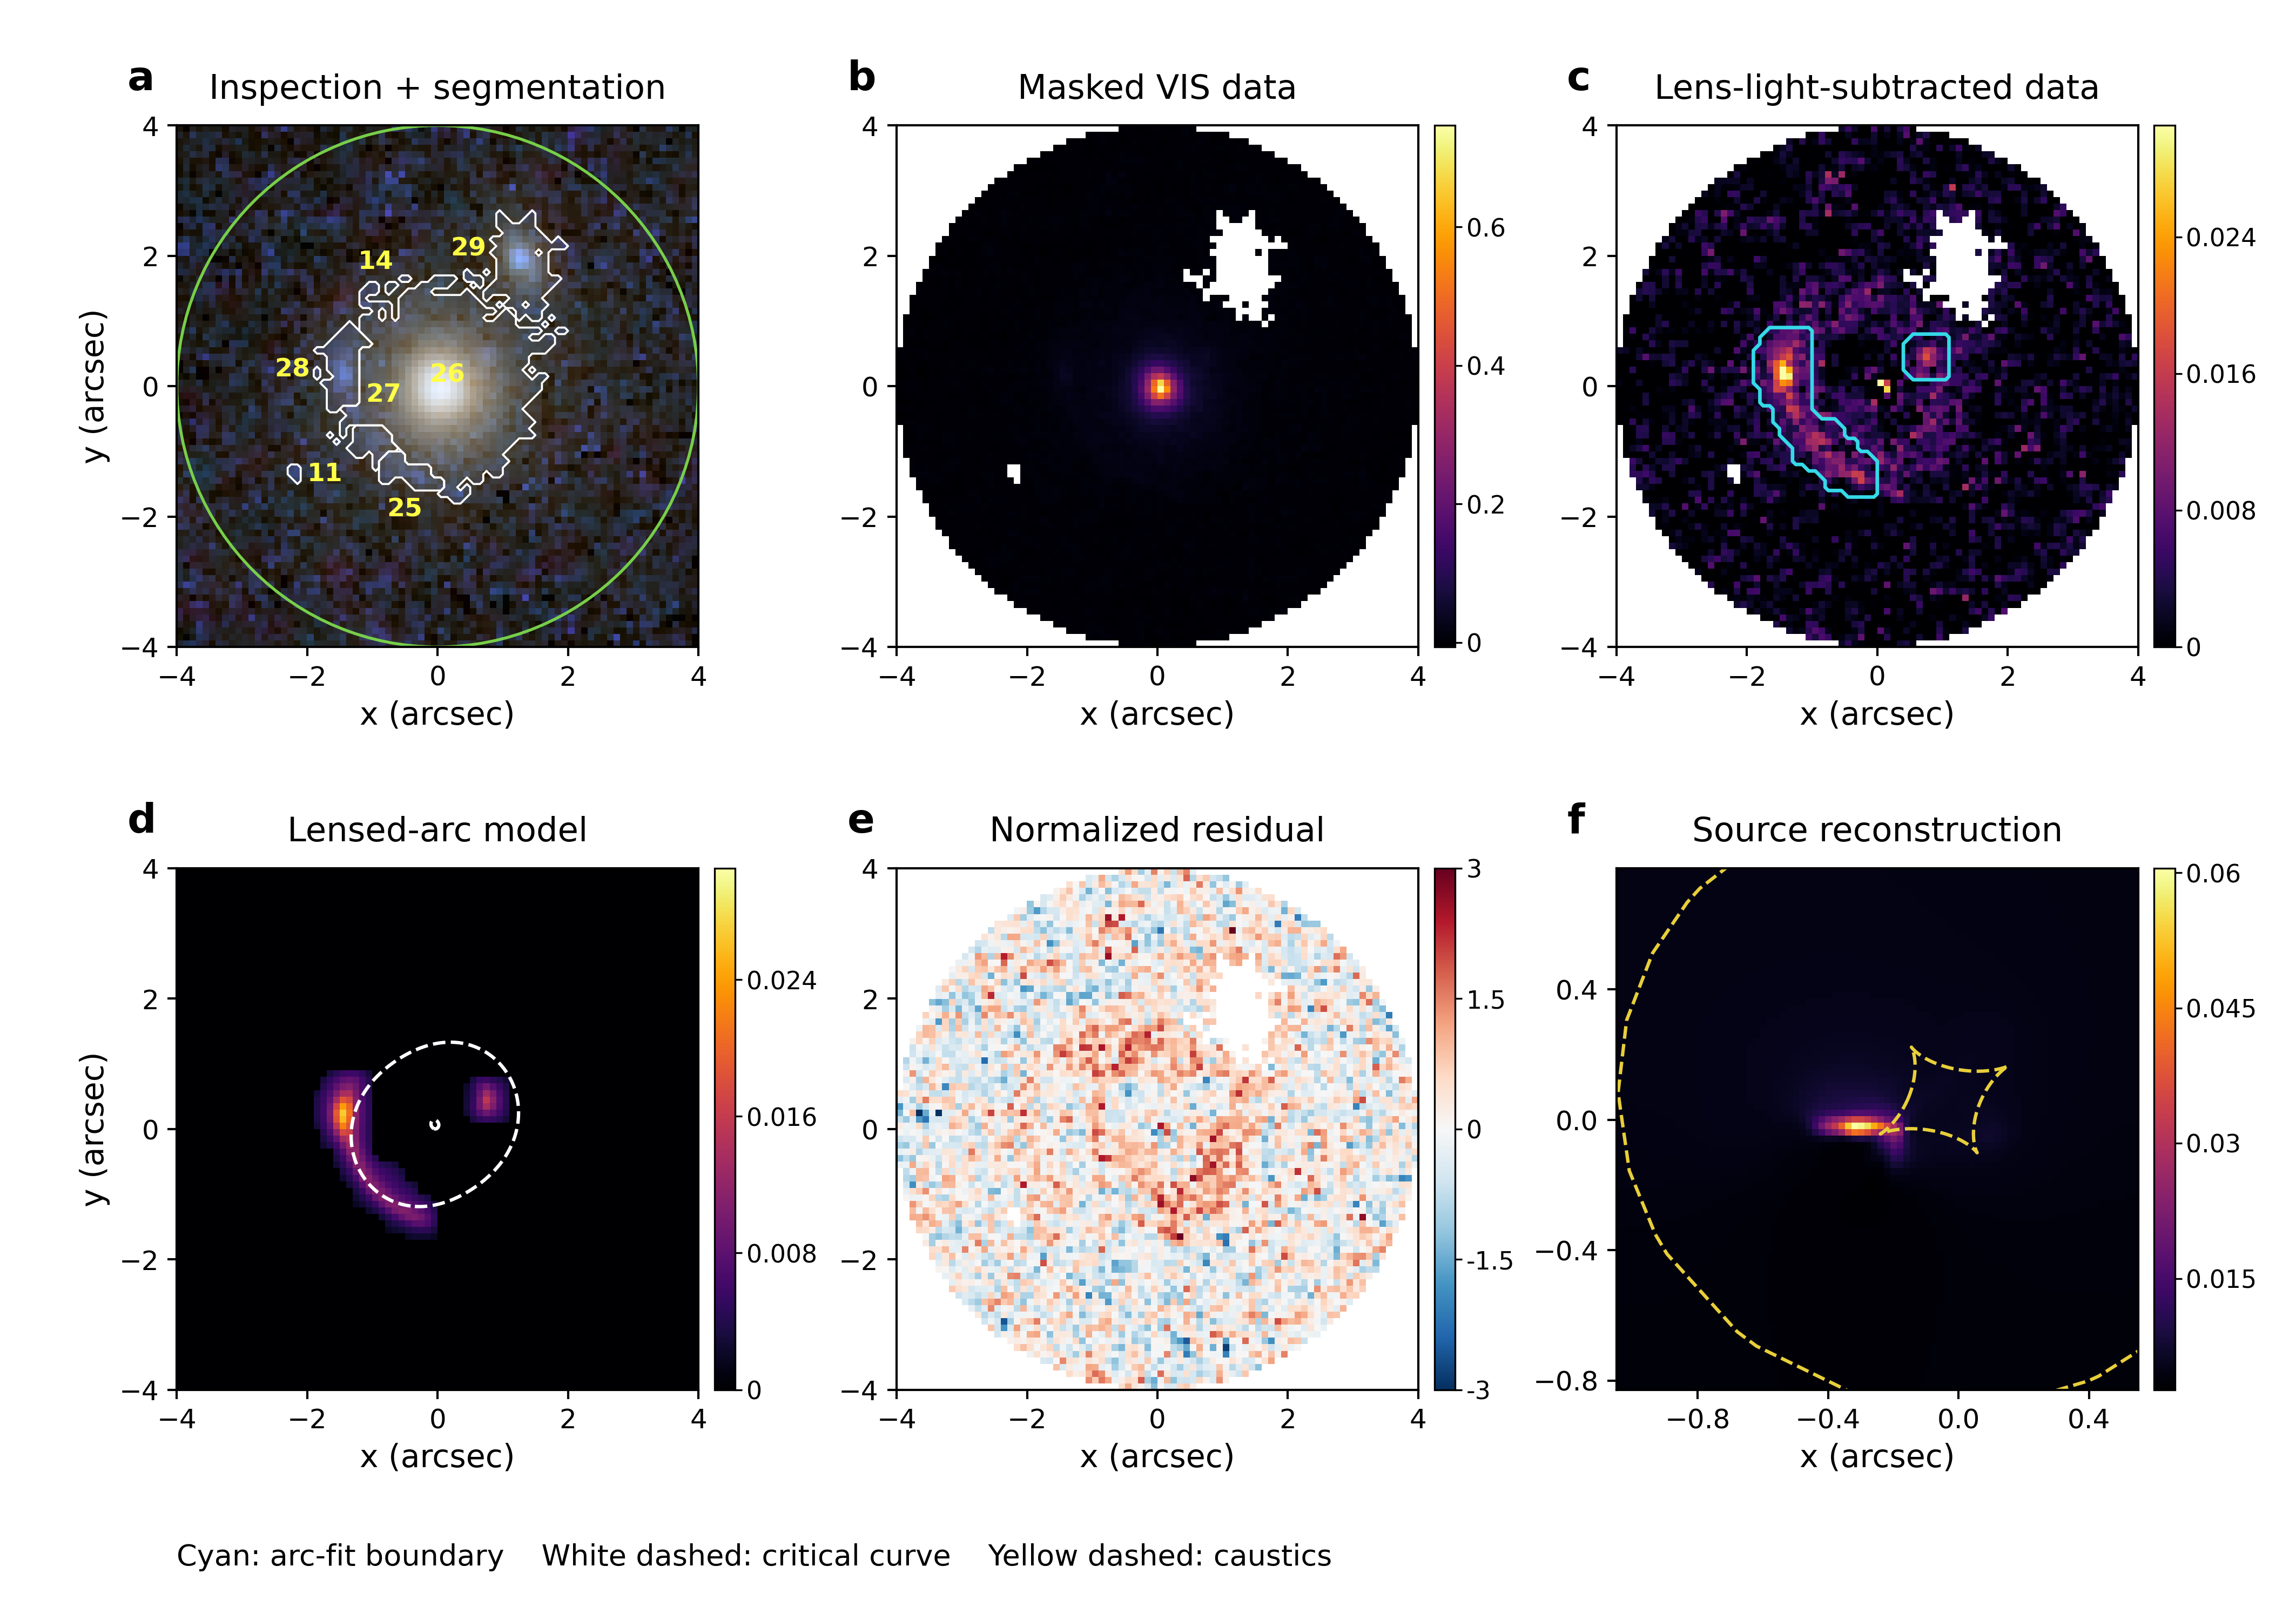 a Inspection + segmentation
b Masked VIS data
c Lens-light-subtracted data
4
2
0
−2
−4
y (arcsec)
14
29
28
26
27
11
25
−4 −2 0 2 4
x (arcsec)
4
2
0
−2
−4
−4 −2 0 2 4
x (arcsec)
0.6
0.4
0.2
0
4
2
0
−2
−4
−4 −2 0 2 4
x (arcsec)
0.024
0.016
0.008
0
d Lensed-arc model
e Normalized residual
f Source reconstruction
4
2
0
−2
−4
y (arcsec)
−4 −2 0 2 4
x (arcsec)
0.024
0.016
0.008
0
4
2
0
−2
−4
−4 −2 0 2 4
x (arcsec)
3
1.5
0
-1.5
-3
0.4
0.0
−0.4
−0.8
−0.8 −0.4 0.0 0.4
x (arcsec)
0.06
0.045
0.03
0.015
Cyan: arc-fit boundary White dashed: critical curve Yellow dashed: caustics